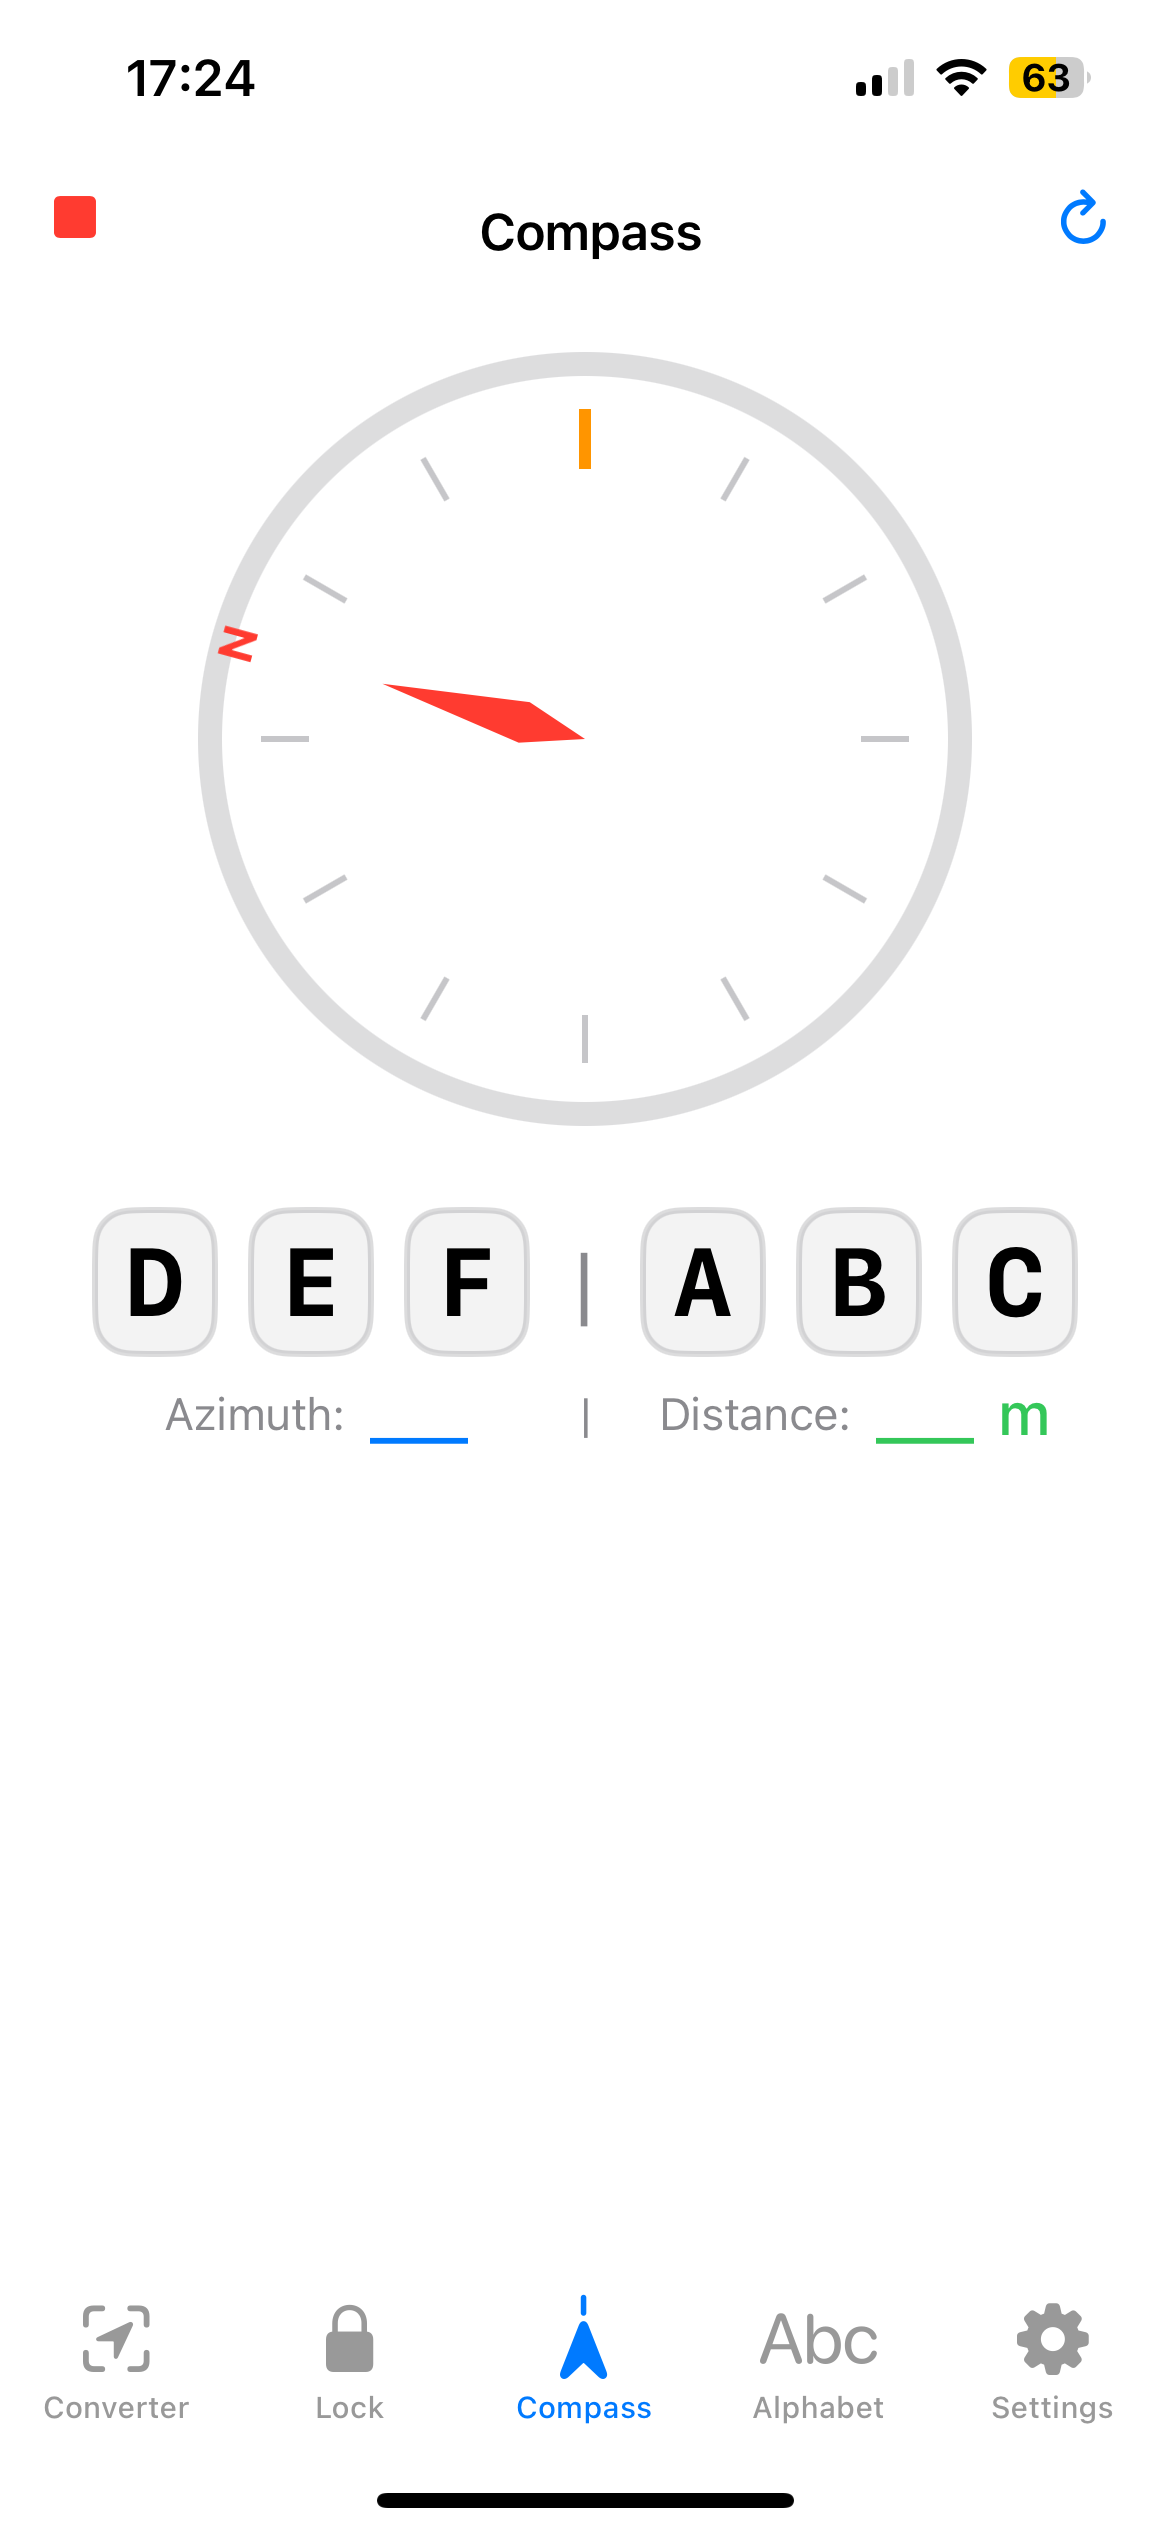 17:24
63
Compass
N
D E F | A B C
Azimuth: ___ | Distance: ___ m
Abc
Converter Lock Compass Alphabet Settings